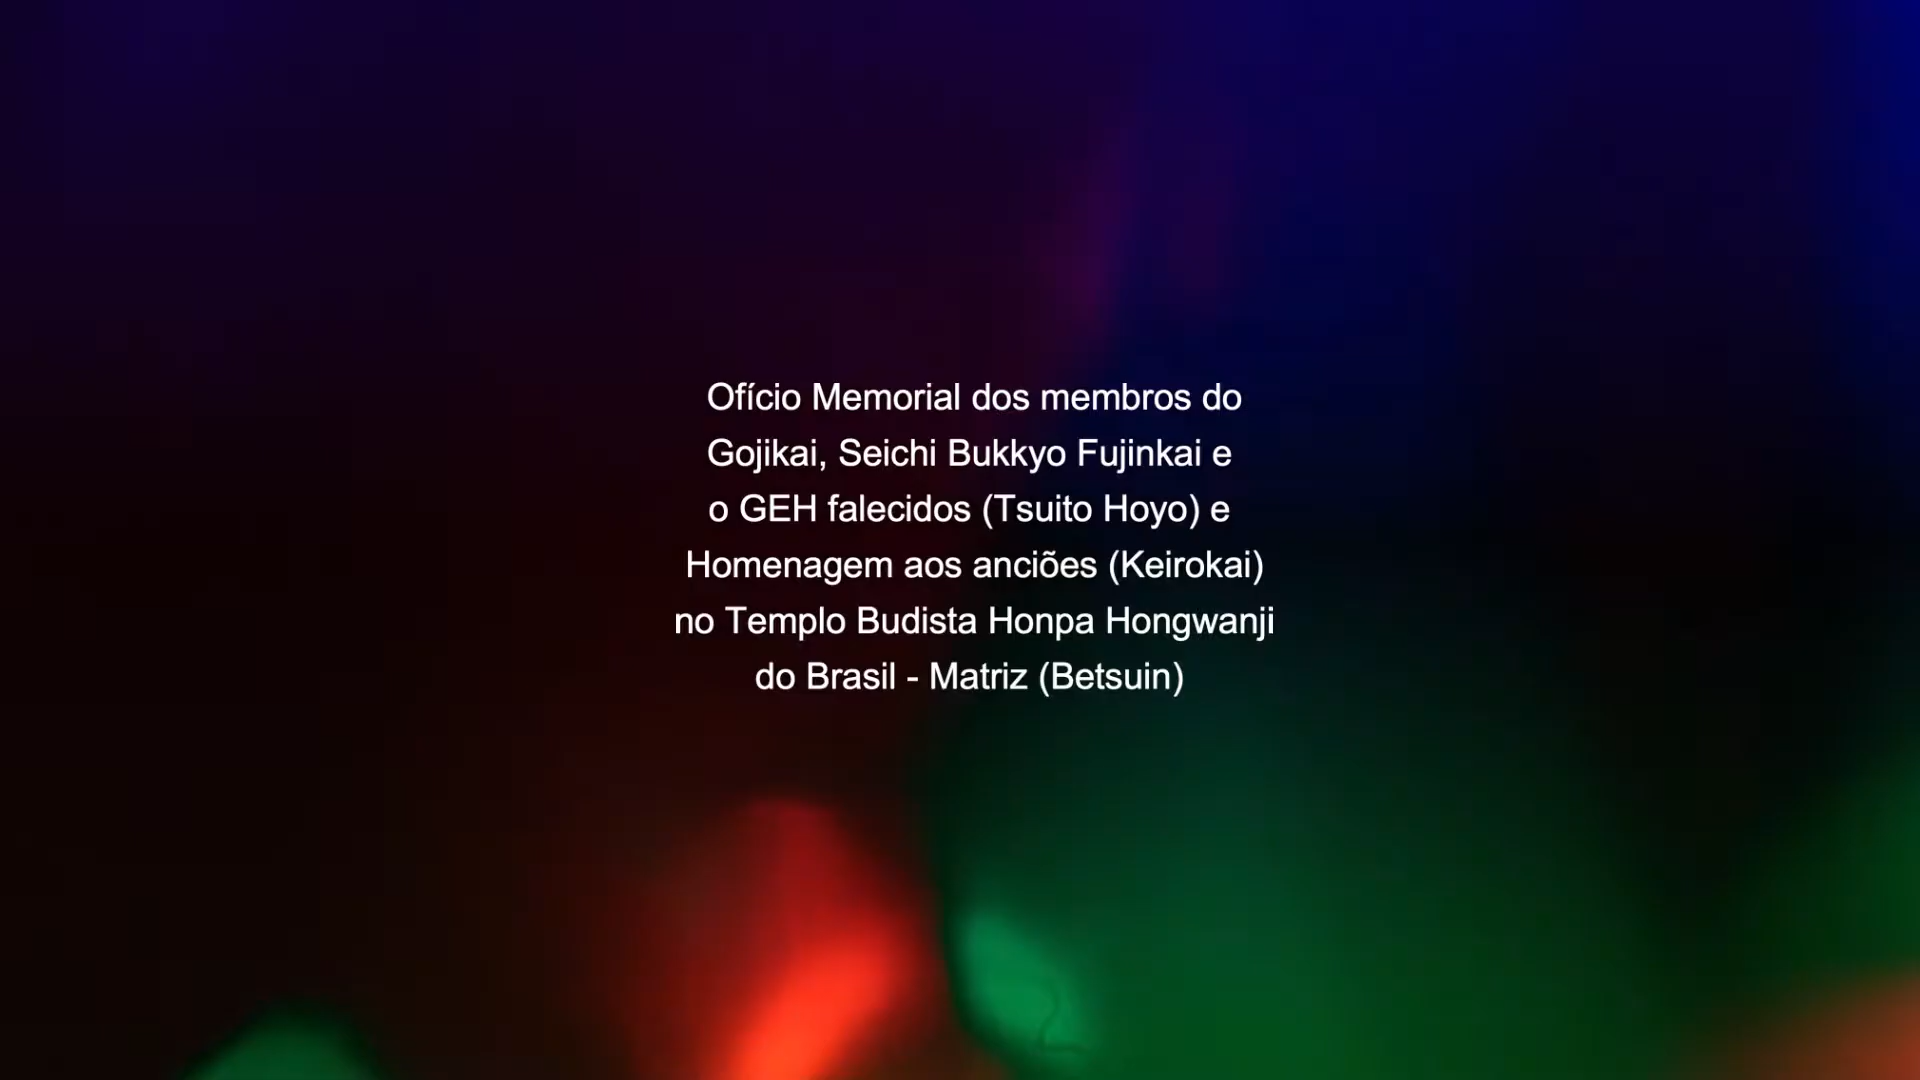 Ofício Memorial dos membros do
Gojikai, Seichi Bukkyo Fujinkai e
o GEH falecidos (Tsuito Hoyo) e
Homenagem aos anciões (Keirokai)
no Templo Budista Honpa Hongwanji
do Brasil - Matriz (Betsuin)